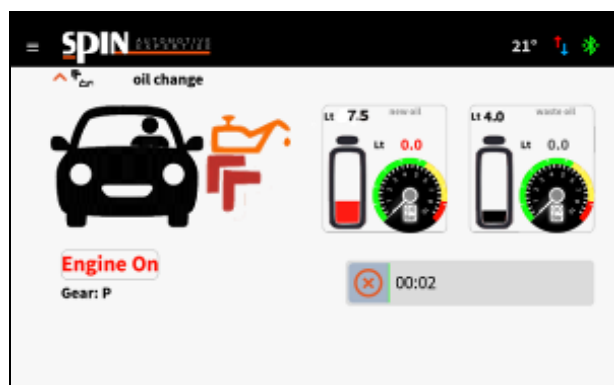 SPIN AUTOMOTIVE EXPERTISE
21°
oil change
Lt 7.5 new oil
Lt 0.0
Lt 4.0 waste oil
Lt 0.0
Engine On
Gear: P
00:02